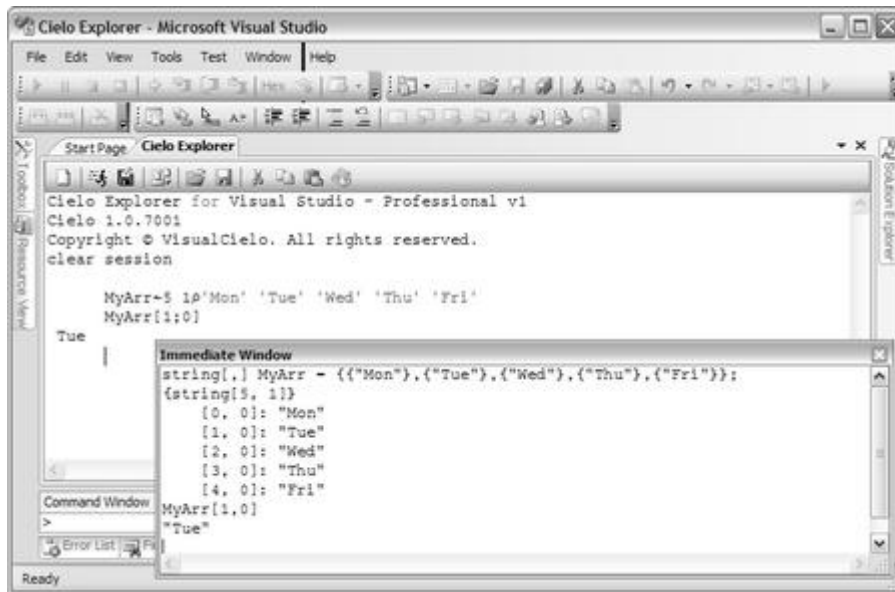 Cielo Explorer - Microsoft Visual Studio
File Edit View Tools Test Window Help
Hex
Start Page Cielo Explorer
Toolbox
Resource View
Solution Explorer
Cielo Explorer for Visual Studio - Professional v1
Cielo 1.0.7001
Copyright © VisualCielo. All rights reserved.
clear session
MyArr←5 1⍴'Mon' 'Tue' 'Wed' 'Thu' 'Fri'
MyArr[1;0]
Tue
Immediate Window
string[,] MyArr = {{"Mon"},{"Tue"},{"Wed"},{"Thu"},{"Fri"}};
{string[5, 1]}
[0, 0]: "Mon"
[1, 0]: "Tue"
[2, 0]: "Wed"
[3, 0]: "Thu"
[4, 0]: "Fri"
MyArr[1,0]
"Tue"
Command Window
>
Error List
Ready